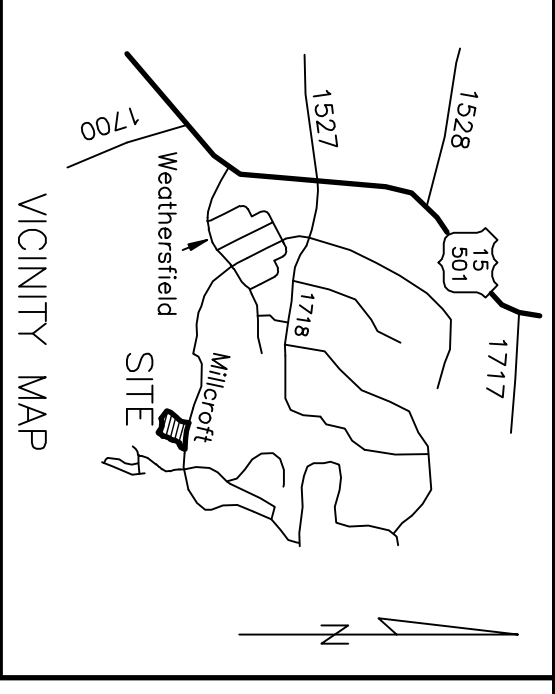 1717
15
501
1528
1527
1718
1700
Weathersfield
Millcroft
SITE
VICINITY MAP
N